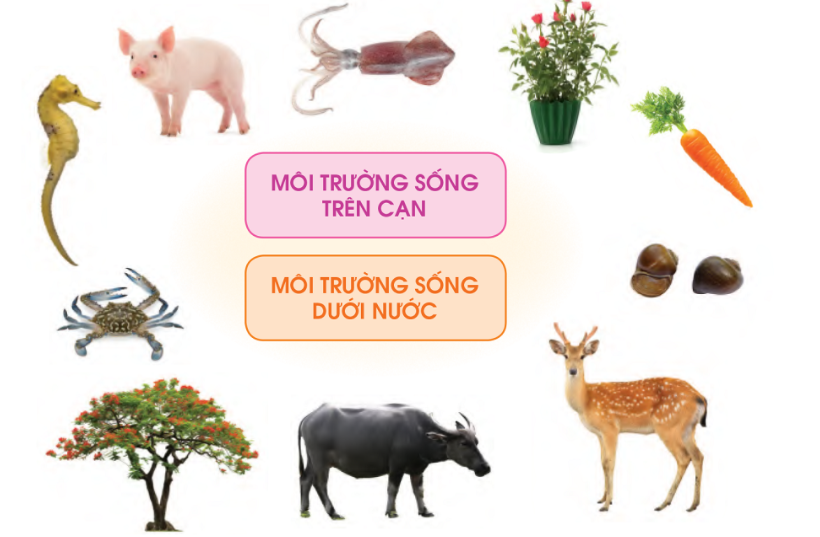 MÔI TRƯỜNG SỐNG
TRÊN CẠN
MÔI TRƯỜNG SỐNG
DƯỚI NƯỚC